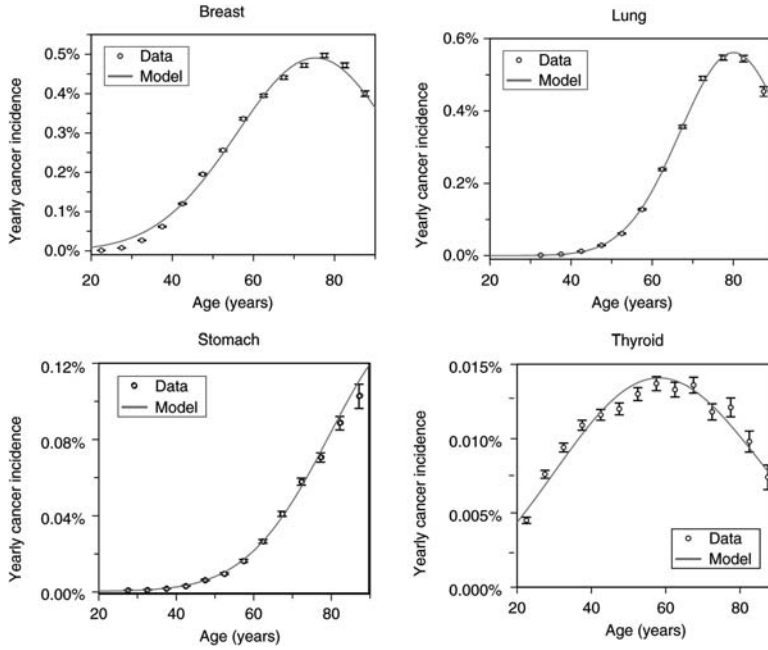 Breast
Yearly cancer incidence
0.5%
0.4%
0.3%
0.2%
0.1%
0.0%
Data
Model
20 40 60 80
Age (years)
Lung
Yearly cancer incidence
0.6%
0.4%
0.2%
0.0%
Data
Model
20 40 60 80
Age (years)
Stomach
Yearly cancer incidence
0.12%
0.08%
0.04%
0.00%
Data
Model
20 40 60 80
Age (years)
Thyroid
Yearly cancer incidence
0.015%
0.010%
0.005%
0.000%
Data
Model
20 40 60 80
Age (years)